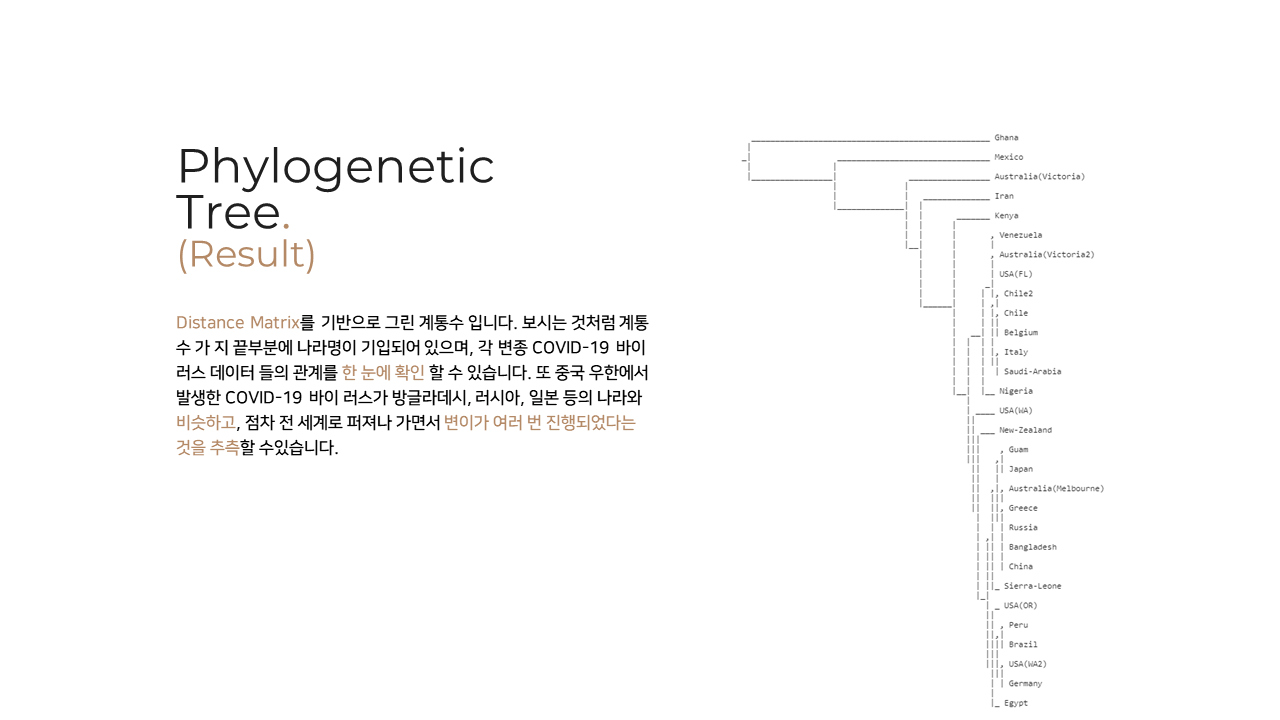 Phylogenetic
Tree.
(Result)
Distance Matrix를 기반으로 그린 계통수 입니다. 보시는 것처럼 계통
수 가 지 끝부분에 나라명이 기입되어 있으며, 각 변종 COVID-19 바이
러스 데이터 들의 관계를 한 눈에 확인 할 수 있습니다. 또 중국 우한에서
발생한 COVID-19 바이 러스가 방글라데시, 러시아, 일본 등의 나라와
비슷하고, 점차 전 세계로 퍼져나 가면서 변이가 여러 번 진행되었다는
것을 추측할 수있습니다.
Ghana
Mexico
Australia(Victoria)
Iran
Kenya
Venezuela
Australia(Victoria2)
USA(FL)
Chile2
Chile
Belgium
Italy
Saudi-Arabia
Nigeria
USA(WA)
New-Zealand
Guam
Japan
Australia(Melbourne)
Greece
Russia
Bangladesh
China
Sierra-Leone
USA(OR)
Peru
Brazil
USA(WA2)
Germany
Egypt